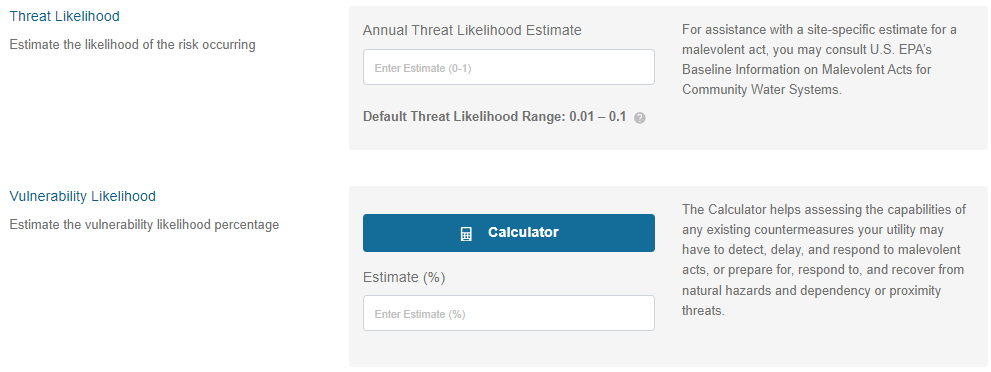 Threat Likelihood
Estimate the likelihood of the risk occurring
Annual Threat Likelihood Estimate
Enter Estimate (0-1)
Default Threat Likelihood Range: 0.01 – 0.1 ?
For assistance with a site-specific estimate for a
malevolent act, you may consult U.S. EPA's
Baseline Information on Malevolent Acts for
Community Water Systems.
Vulnerability Likelihood
Estimate the vulnerability likelihood percentage
Calculator
Estimate (%)
Enter Estimate (%)
The Calculator helps assessing the capabilities of
any existing countermeasures your utility may
have to detect, delay, and respond to malevolent
acts, or prepare for, respond to, and recover from
natural hazards and dependency or proximity
threats.